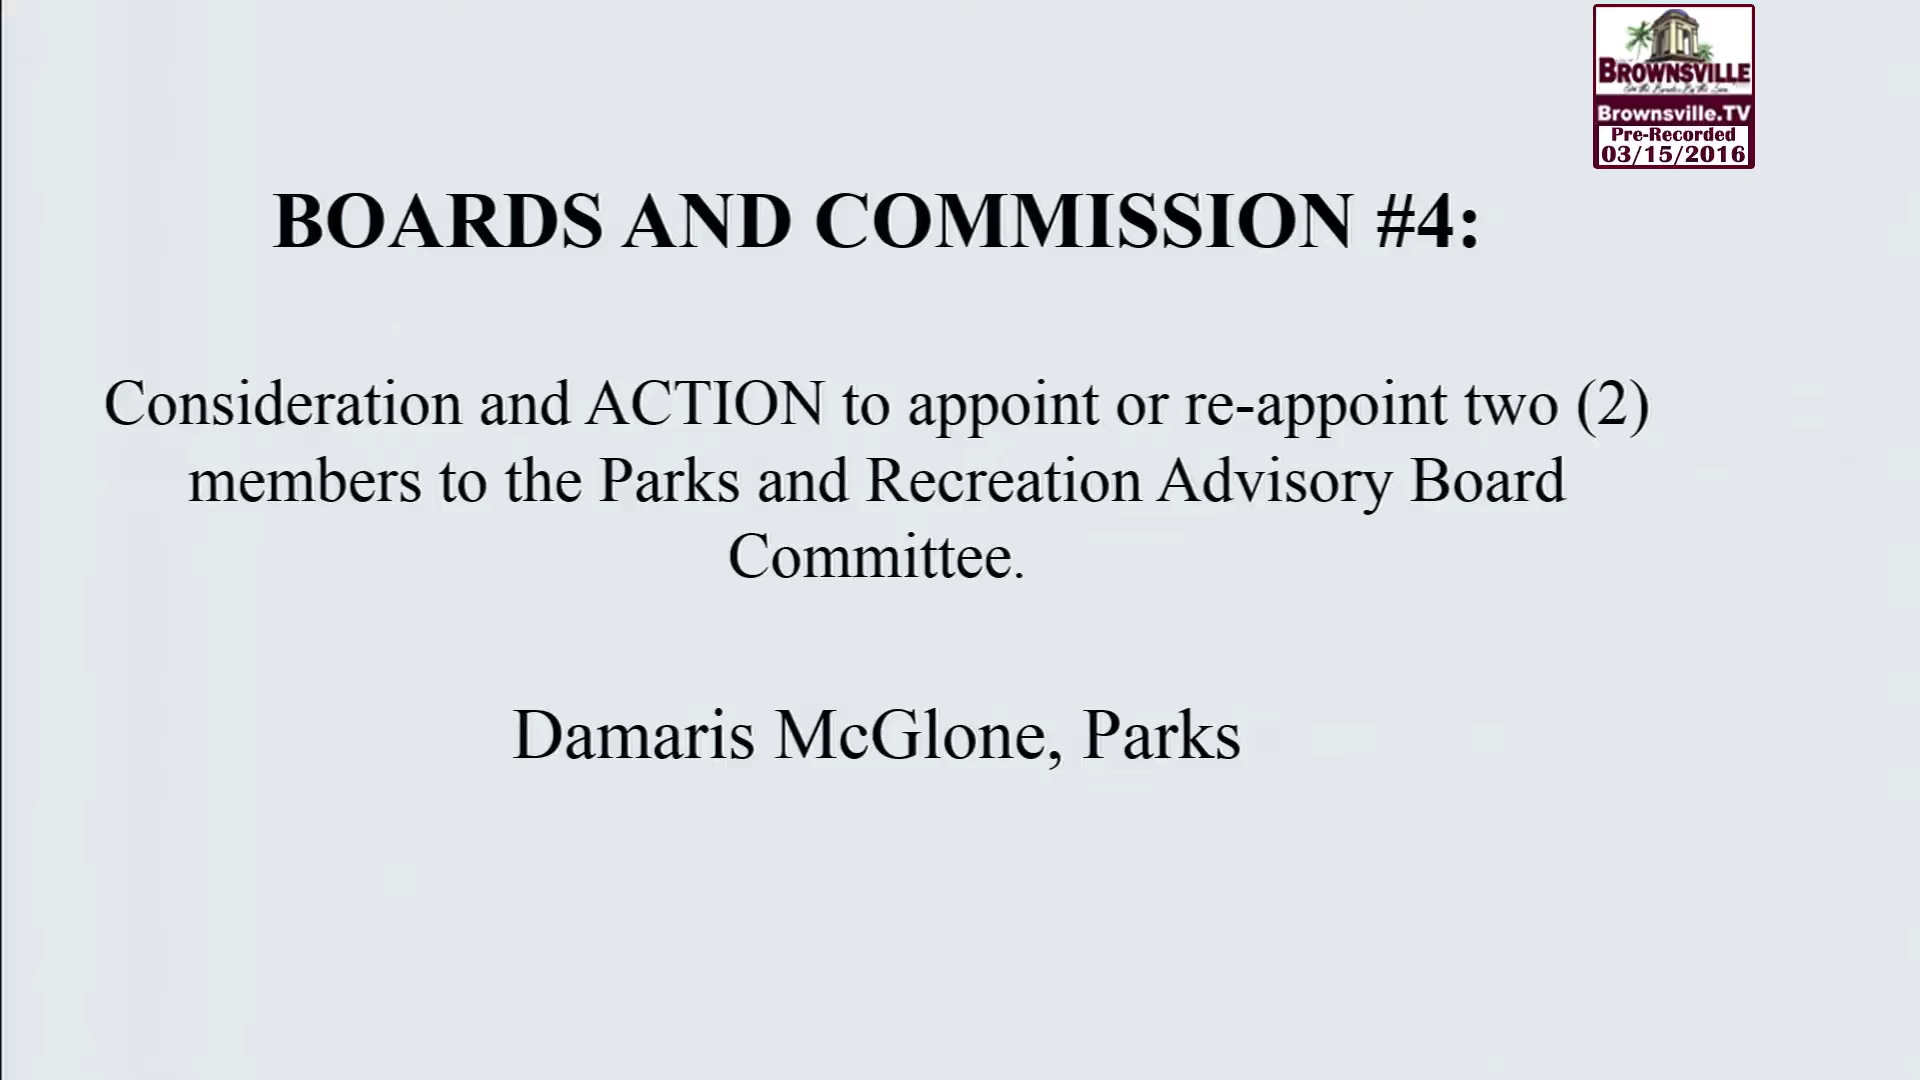 BROWNSVILLE
Brownsville.TV
Pre-Recorded
03/15/2016
BOARDS AND COMMISSION #4:
Consideration and ACTION to appoint or re-appoint two (2)
members to the Parks and Recreation Advisory Board
Committee.
Damaris McGlone, Parks